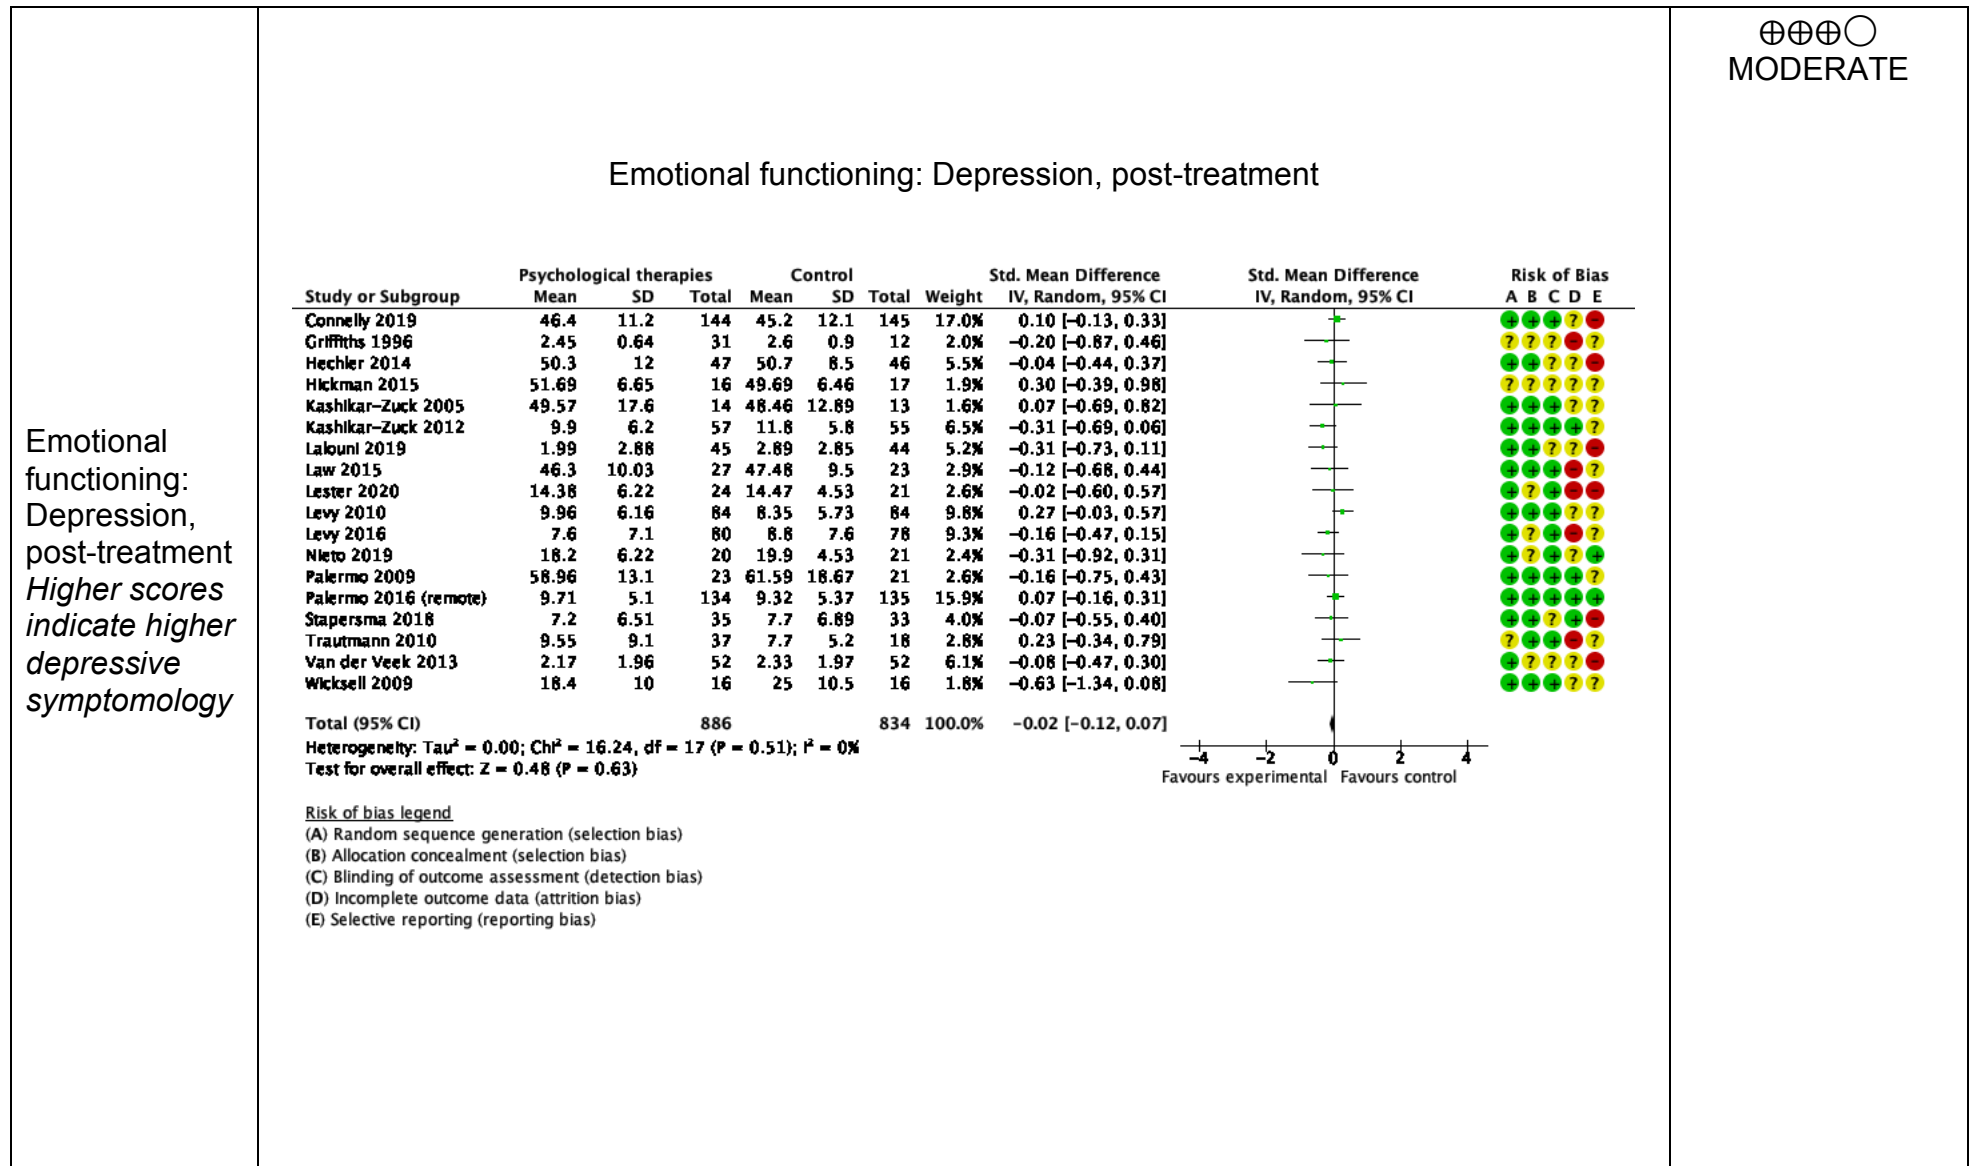 Emotional
functioning:
Depression,
post-treatment
Higher scores
indicate higher
depressive
symptomology
Emotional functioning: Depression, post-treatment
Psychological therapies Control Std. Mean Difference Std. Mean Difference Risk of Bias
Study or Subgroup Mean SD Total Mean SD Total Weight IV, Random, 95% CI IV, Random, 95% CI A B C D E
Connelly 2019 46.4 11.2 144 45.2 12.1 145 17.0% 0.10 [−0.13, 0.33] + + + ? −
Griffiths 1996 2.45 0.64 31 2.6 0.9 12 2.0% −0.20 [−0.87, 0.46] ? ? ? − ?
Hechler 2014 50.3 12 47 50.7 8.5 46 5.5% −0.04 [−0.44, 0.37] + + ? ? −
Hickman 2015 51.69 6.65 16 49.69 6.46 17 1.9% 0.30 [−0.39, 0.98] ? ? ? ? ?
Kashikar−Zuck 2005 49.57 17.6 14 48.46 12.89 13 1.6% 0.07 [−0.69, 0.82] + + + ? ?
Kashikar−Zuck 2012 9.9 6.2 57 11.8 5.8 55 6.5% −0.31 [−0.69, 0.06] + + + + ?
Lalouni 2019 1.99 2.88 45 2.89 2.85 44 5.2% −0.31 [−0.73, 0.11] + + ? ? −
Law 2015 46.3 10.03 27 47.48 9.5 23 2.9% −0.12 [−0.68, 0.44] + + + − ?
Lester 2020 14.38 6.22 24 14.47 4.53 21 2.6% −0.02 [−0.60, 0.57] + ? + − −
Levy 2010 9.96 6.16 84 8.35 5.73 84 9.8% 0.27 [−0.03, 0.57] + + + ? ?
Levy 2016 7.6 7.1 80 8.8 7.6 78 9.3% −0.16 [−0.47, 0.15] + ? + − ?
Nieto 2019 18.2 6.22 20 19.9 4.53 21 2.4% −0.31 [−0.92, 0.31] + ? + ? +
Palermo 2009 58.96 13.1 23 61.59 18.67 21 2.6% −0.16 [−0.75, 0.43] + + + + ?
Palermo 2016 (remote) 9.71 5.1 134 9.32 5.37 135 15.9% 0.07 [−0.16, 0.31] + + + + +
Stapersma 2018 7.2 6.51 35 7.7 6.89 33 4.0% −0.07 [−0.55, 0.40] + + ? + −
Trautmann 2010 9.55 9.1 37 7.7 5.2 18 2.8% 0.23 [−0.34, 0.79] ? + + − ?
Van der Veek 2013 2.17 1.96 52 2.33 1.97 52 6.1% −0.08 [−0.47, 0.30] + ? ? ? −
Wicksell 2009 18.4 10 16 25 10.5 16 1.8% −0.63 [−1.34, 0.08] + + + ? ?
Total (95% CI) 886 834 100.0% −0.02 [−0.12, 0.07]
Heterogeneity: Tau² = 0.00; Chi² = 16.24, df = 17 (P = 0.51); I² = 0%
Test for overall effect: Z = 0.48 (P = 0.63)
−4 −2 0 2 4
Favours experimental Favours control
Risk of bias legend
(A) Random sequence generation (selection bias)
(B) Allocation concealment (selection bias)
(C) Blinding of outcome assessment (detection bias)
(D) Incomplete outcome data (attrition bias)
(E) Selective reporting (reporting bias)
⊕⊕⊕◯
MODERATE